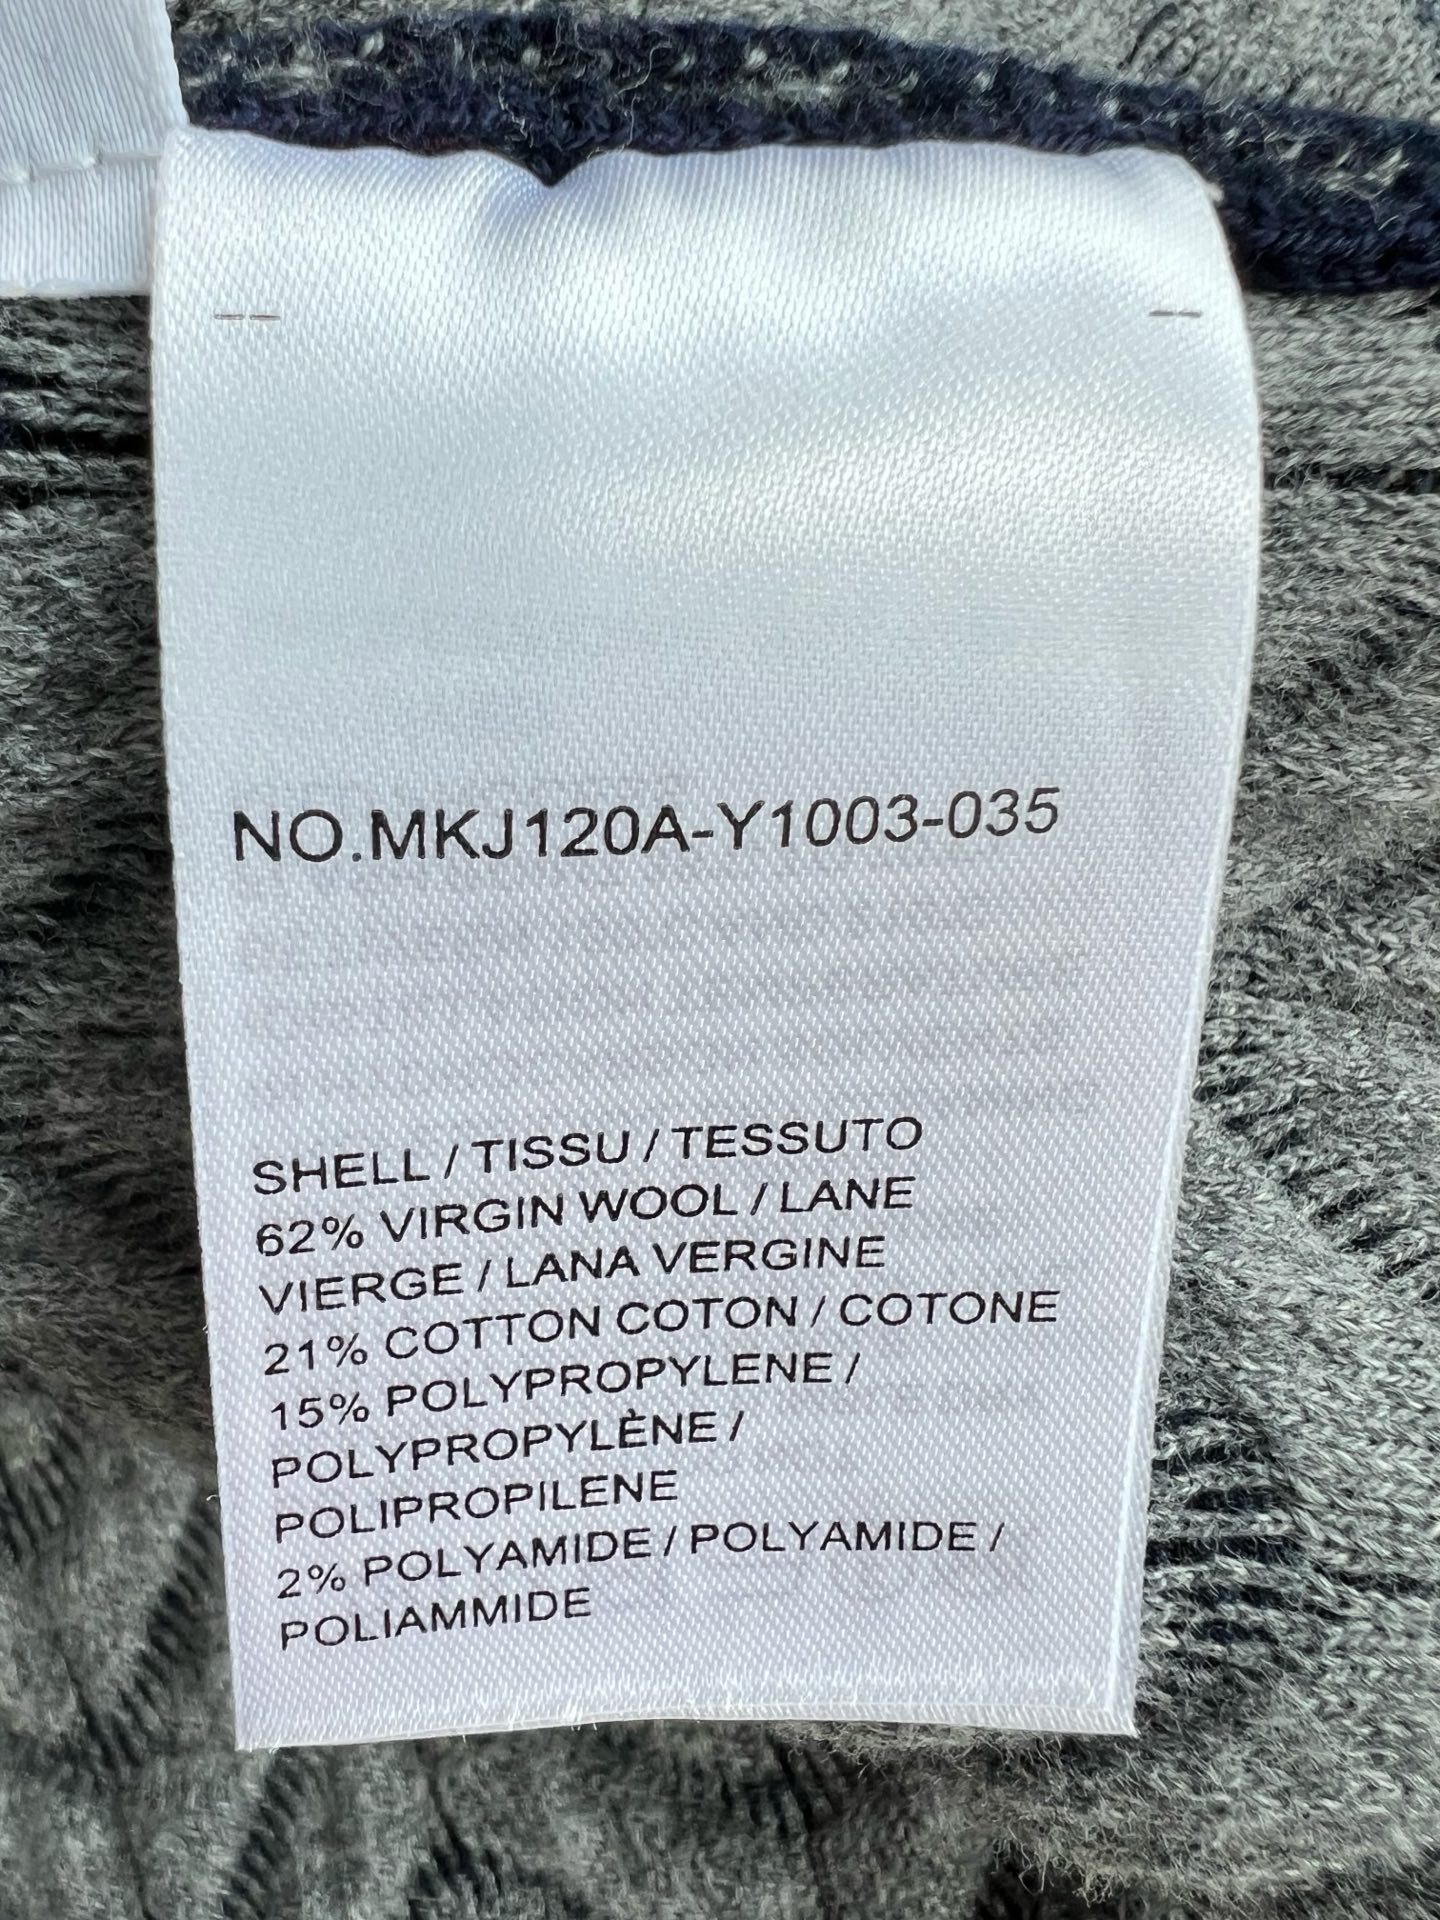 NO.MKJ120A-Y1003-035
SHELL / TISSU / TESSUTO
62% VIRGIN WOOL / LANE
VIERGE / LANA VERGINE
21% COTTON COTON / COTONE
15% POLYPROPYLENE /
POLYPROPYLÈNE /
POLIPROPILENE
2% POLYAMIDE / POLYAMIDE /
POLIAMMIDE